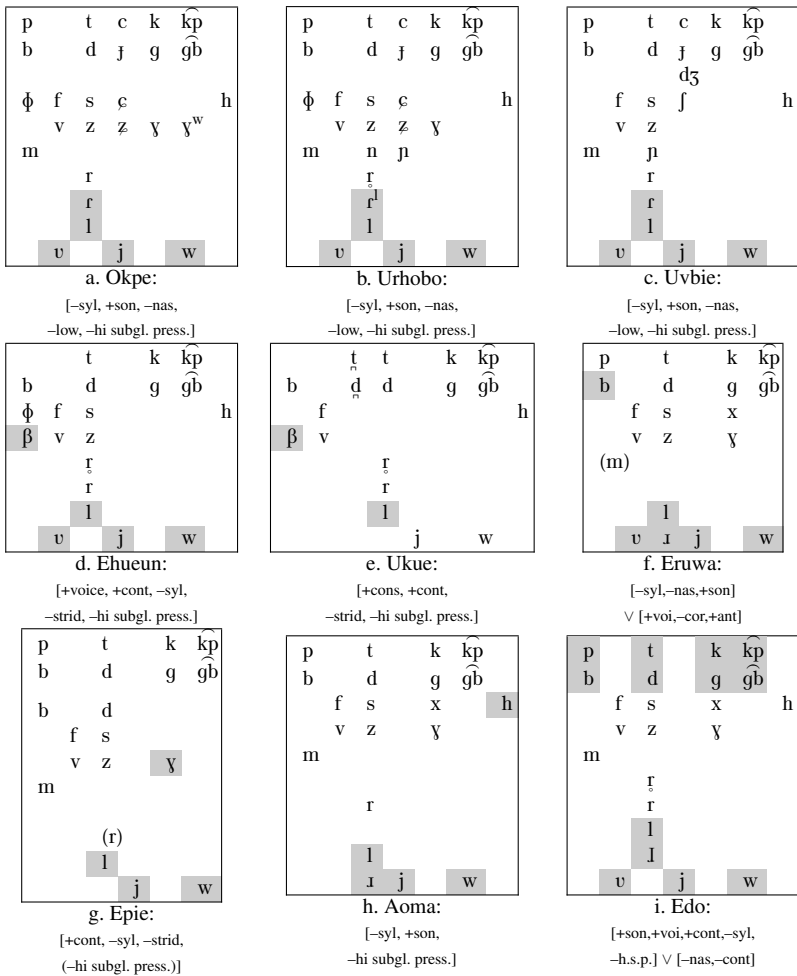 p t c k k͡p
b d ɟ ɡ ɡ͡b
ɸ f s ɕ h
v z ʑ ɣ ɣʷ
m
r
ɾ
l
ʋ j w
a. Okpe:
[–syl, +son, –nas,
–low, –hi subgl. press.]
p t c k k͡p
b d ɟ ɡ ɡ͡b
ɸ f s ɕ h
v z ʑ ɣ
m n ɲ
r̥
ɾˡ
l
ʋ j w
b. Urhobo:
[–syl, +son, –nas,
–low, –hi subgl. press.]
p t c k k͡p
b d ɟ ɡ ɡ͡b
dʒ
f s ʃ h
v z
m ɲ
r
ɾ
l
ʋ j w
c. Uvbie:
[–syl, +son, –nas,
–low, –hi subgl. press.]
t k k͡p
b d ɡ ɡ͡b
ɸ f s h
β v z
r̥
r
l
ʋ j w
d. Ehueun:
[+voice, +cont, –syl,
–strid, –hi subgl. press.]
t̪ t k k͡p
b d̪ d ɡ ɡ͡b
f h
β v
r̥
r
l
j w
e. Ukue:
[+cons, +cont,
–strid, –hi subgl. press.]
p t k k͡p
b d ɡ ɡ͡b
f s x
v z ɣ
(m)
l
ʋ ɹ j w
f. Eruwa:
[–syl,–nas,+son]
∨ [+voi,–cor,+ant]
p t k k͡p
b d ɡ ɡ͡b
b d
f s
v z ɣ
m
(r)
l
j w
g. Epie:
[+cont, –syl, –strid,
(–hi subgl. press.)]
p t k k͡p
b d ɡ ɡ͡b
f s x h
v z ɣ
m
r
l
ɹ j w
h. Aoma:
[–syl, +son,
–hi subgl. press.]
p t k k͡p
b d ɡ ɡ͡b
f s x h
v z ɣ
m
r̥
r
l
ɹ
ʋ j w
i. Edo:
[+son,+voi,+cont,–syl,
–h.s.p.] ∨ [–nas,–cont]